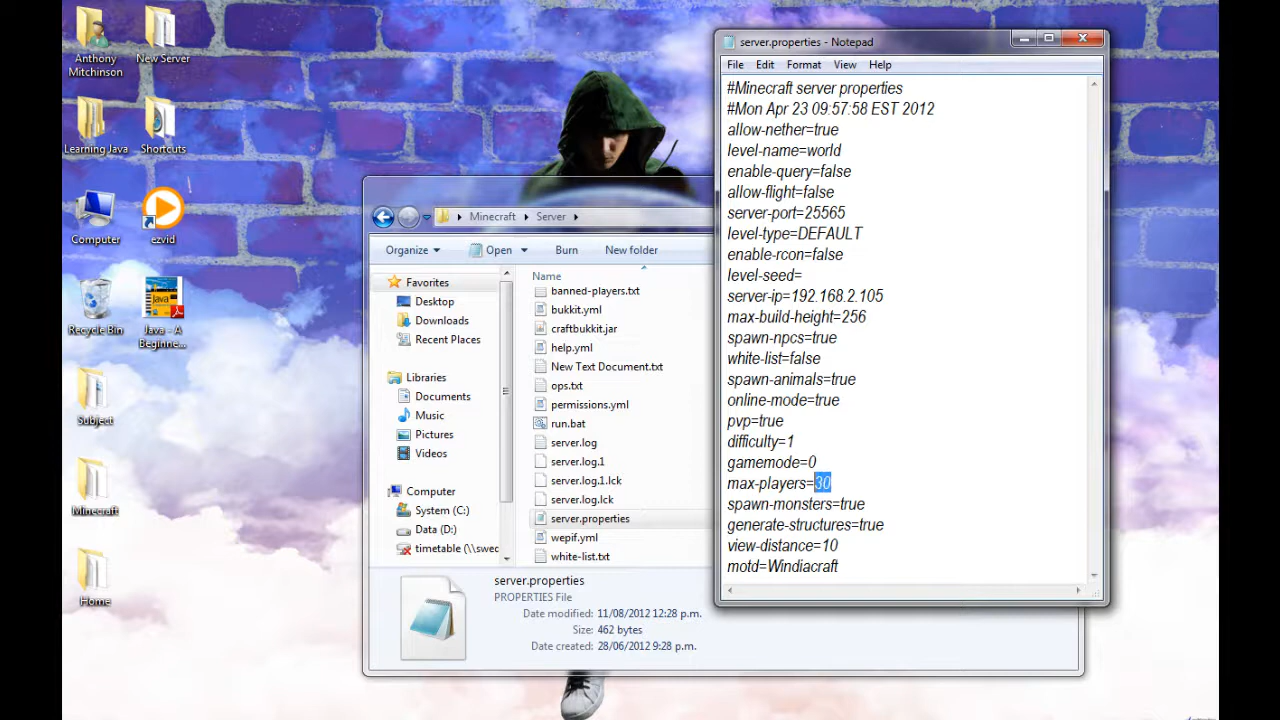 Anthony
Mitchinson
New Server
Learning Java
Shortcuts
Computer
ezvid
Recycle Bin
Java
Java - A
Beginne...
Subject
Minecraft
Home
Minecraft
Server
Organize
Open
Burn
New folder
Favorites
Desktop
Downloads
Recent Places
Libraries
Documents
Music
Pictures
Videos
Computer
System (C:)
Data (D:)
timetable (\\swec
Name
banned-players.txt
bukkit.yml
craftbukkit.jar
help.yml
New Text Document.txt
ops.txt
permissions.yml
run.bat
server.log
server.log.1
server.log.1.lck
server.log.lck
server.properties
wepif.yml
white-list.txt
server.properties
PROPERTIES File
Date modified: 11/08/2012 12:28 p.m.
Size: 462 bytes
Date created: 28/06/2012 9:28 p.m.
server.properties - Notepad
File Edit Format View Help
#Minecraft server properties
#Mon Apr 23 09:57:58 EST 2012
allow-nether=true
level-name=world
enable-query=false
allow-flight=false
server-port=25565
level-type=DEFAULT
enable-rcon=false
level-seed=
server-ip=192.168.2.105
max-build-height=256
spawn-npcs=true
white-list=false
spawn-animals=true
online-mode=true
pvp=true
difficulty=1
gamemode=0
max-players=30
spawn-monsters=true
generate-structures=true
view-distance=10
motd=Windiacraft